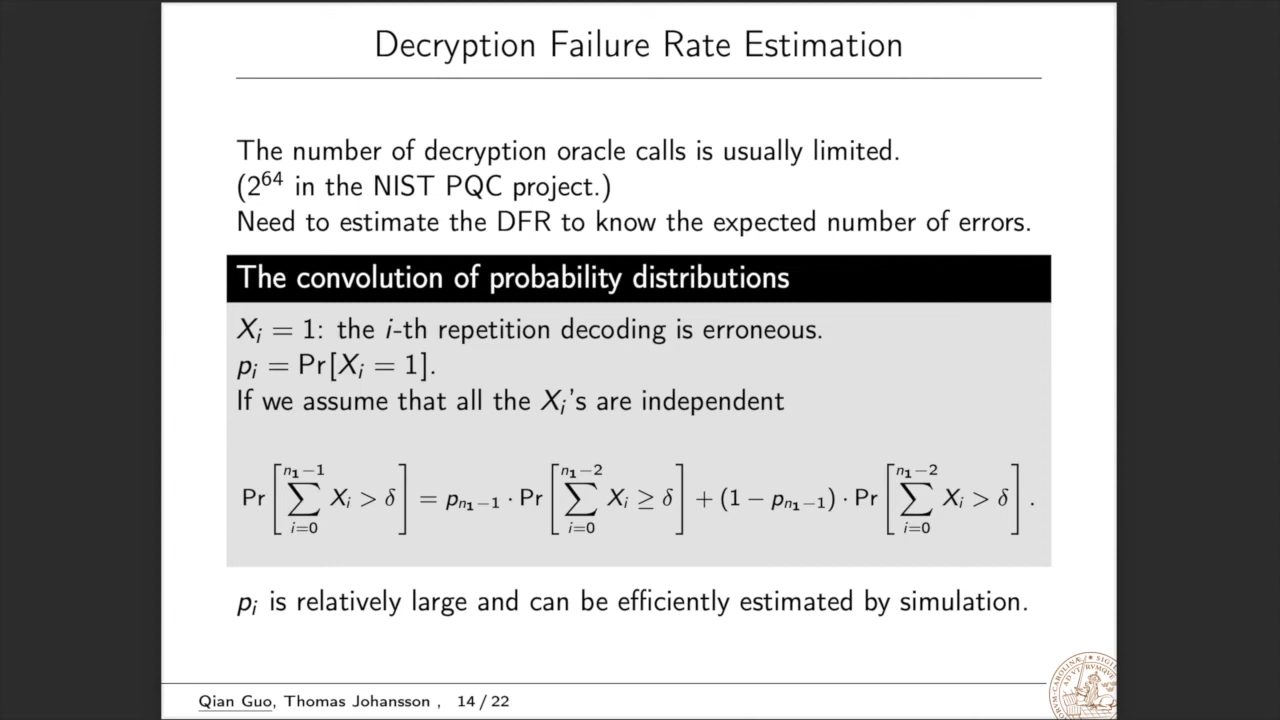 Decryption Failure Rate Estimation
The number of decryption oracle calls is usually limited.
(2^64 in the NIST PQC project.)
Need to estimate the DFR to know the expected number of errors.
The convolution of probability distributions
X_i = 1: the i-th repetition decoding is erroneous.
p_i = Pr[X_i = 1].
If we assume that all the X_i's are independent
Pr[∑_{i=0}^{n_1−1} X_i > δ] = p_{n_1−1} · Pr[∑_{i=0}^{n_1−2} X_i ≥ δ] + (1 − p_{n_1−1}) · Pr[∑_{i=0}^{n_1−2} X_i > δ].
p_i is relatively large and can be efficiently estimated by simulation.
Qian Guo, Thomas Johansson , 14 / 22